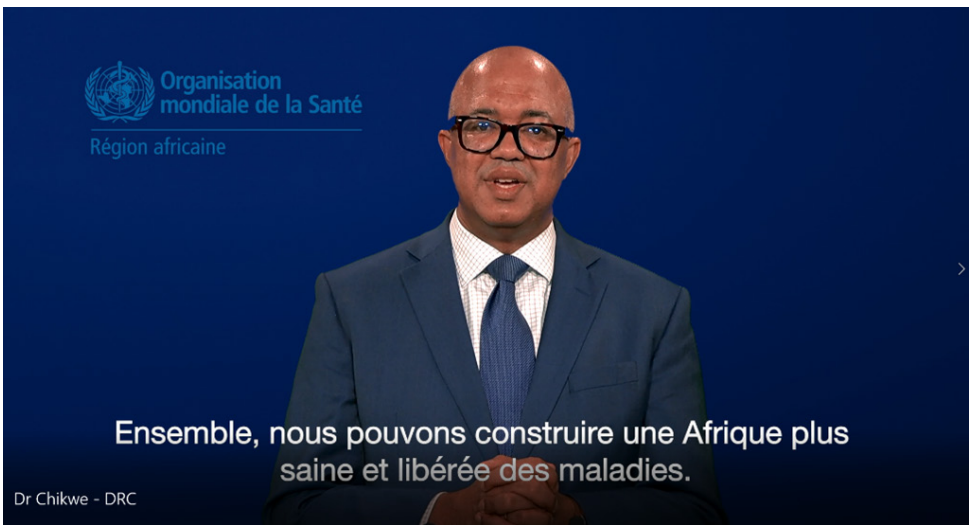 Organisation
mondiale de la Santé
Région africaine
Ensemble, nous pouvons construire une Afrique plus
saine et libérée des maladies.
Dr Chikwe - DRC